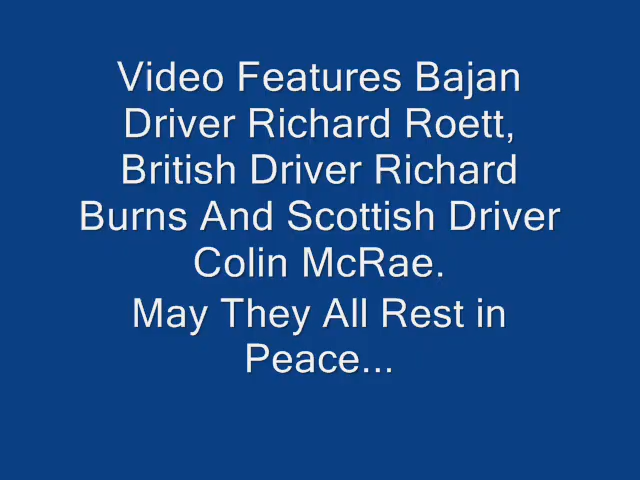 Video Features Bajan
Driver Richard Roett,
British Driver Richard
Burns And Scottish Driver
Colin McRae.
May They All Rest in
Peace...